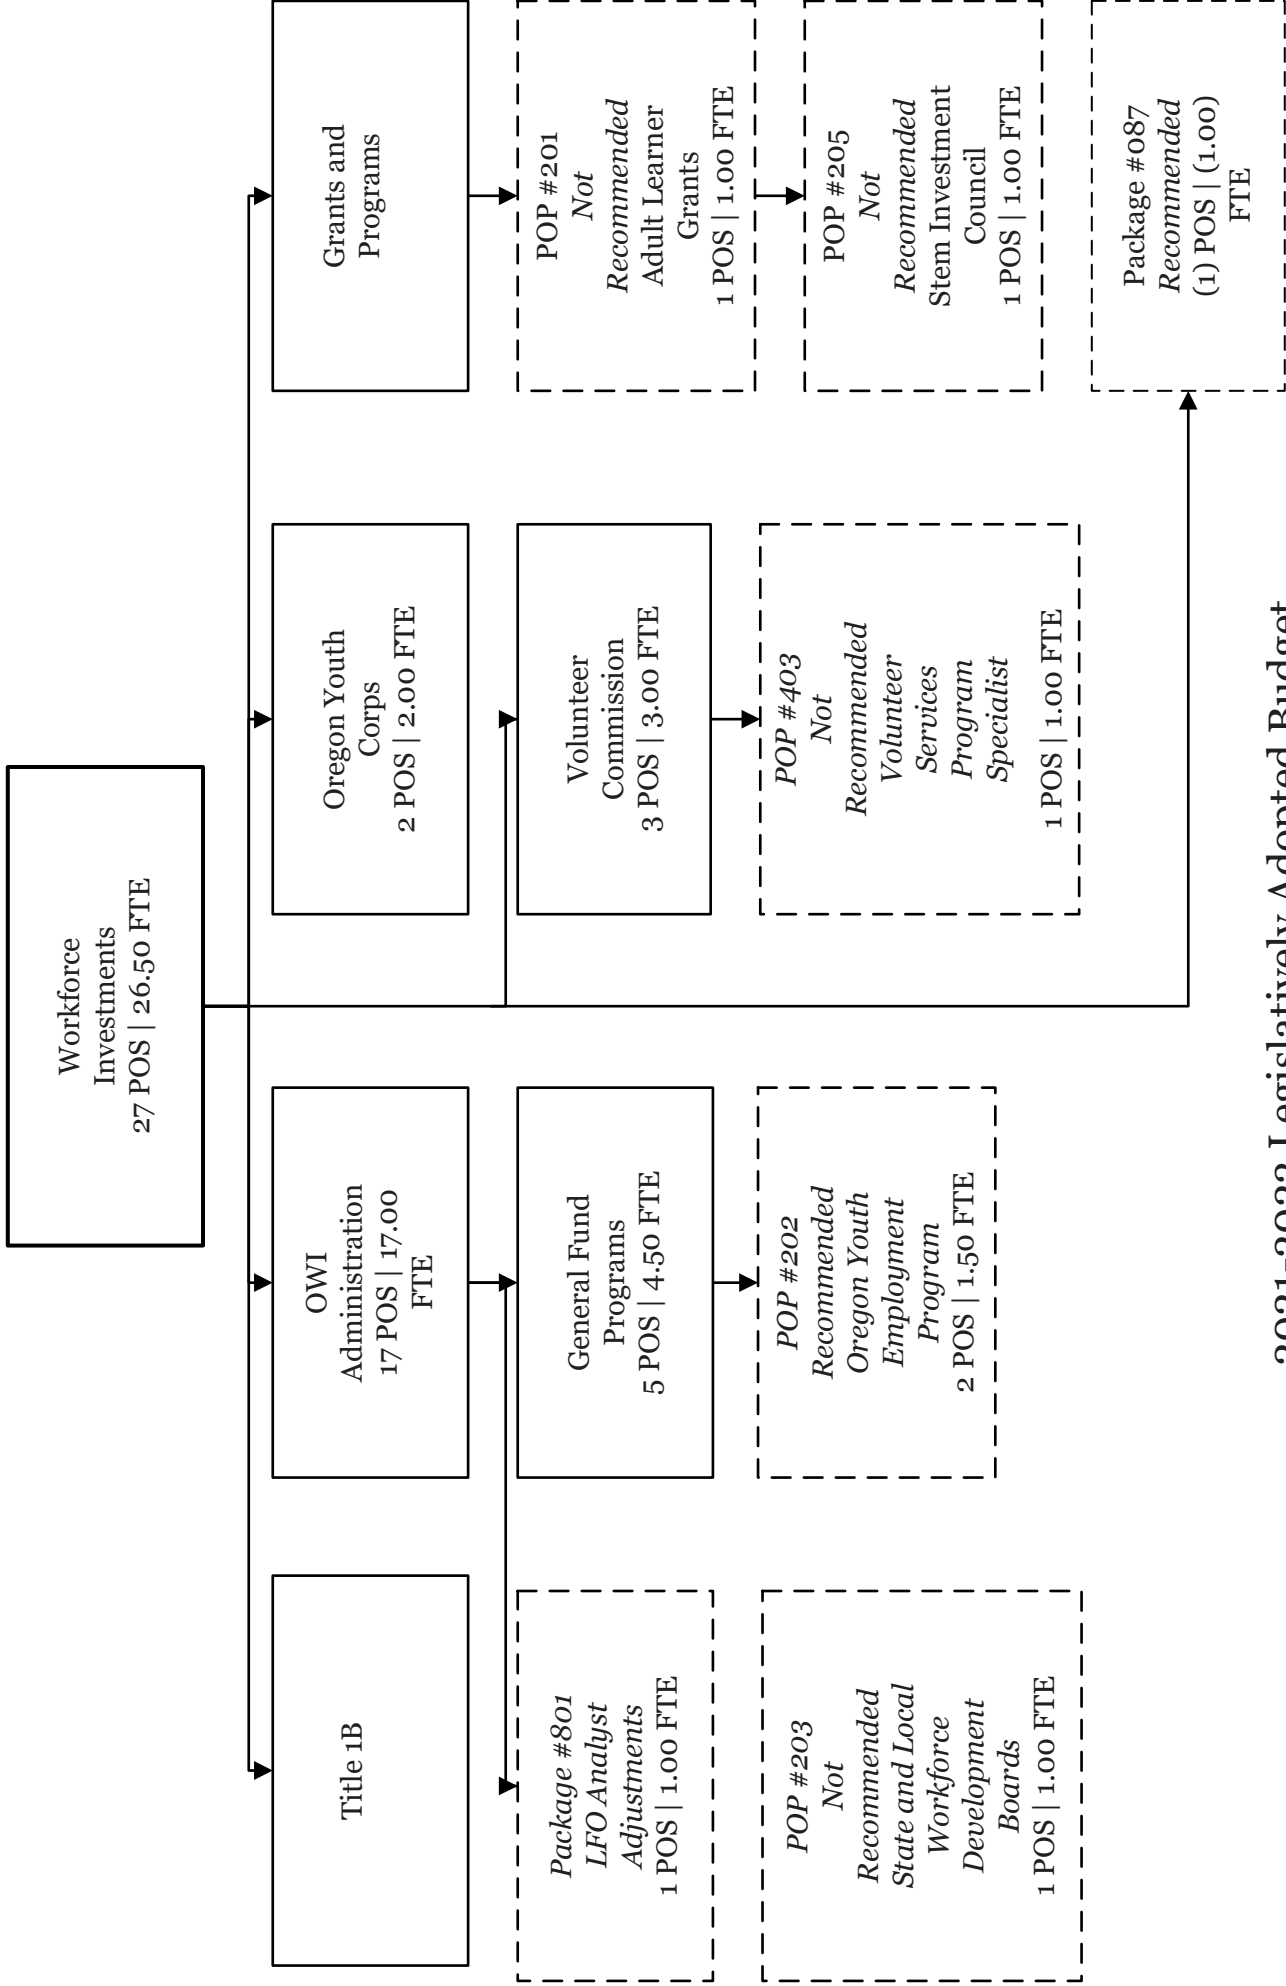 Workforce
Investments
27 POS | 26.50 FTE
Title 1B
OWI
Administration
17 POS | 17.00
FTE
Oregon Youth
Corps
2 POS | 2.00 FTE
Grants and
Programs
Package #801
LFO Analyst
Adjustments
1 POS | 1.00 FTE
General Fund
Programs
5 POS | 4.50 FTE
Volunteer
Commission
3 POS | 3.00 FTE
POP #201
Not
Recommended
Adult Learner
Grants
1 POS | 1.00 FTE
POP #203
Not
Recommended
State and Local
Workforce
Development
Boards
1 POS | 1.00 FTE
POP #202
Recommended
Oregon Youth
Employment
Program
2 POS | 1.50 FTE
POP #403
Not
Recommended
Volunteer
Services
Program
Specialist
1 POS | 1.00 FTE
POP #205
Not
Recommended
Stem Investment
Council
1 POS | 1.00 FTE
Package #087
Recommended
(1) POS | (1.00)
FTE
2021-2023 Legislatively Adopted Budget